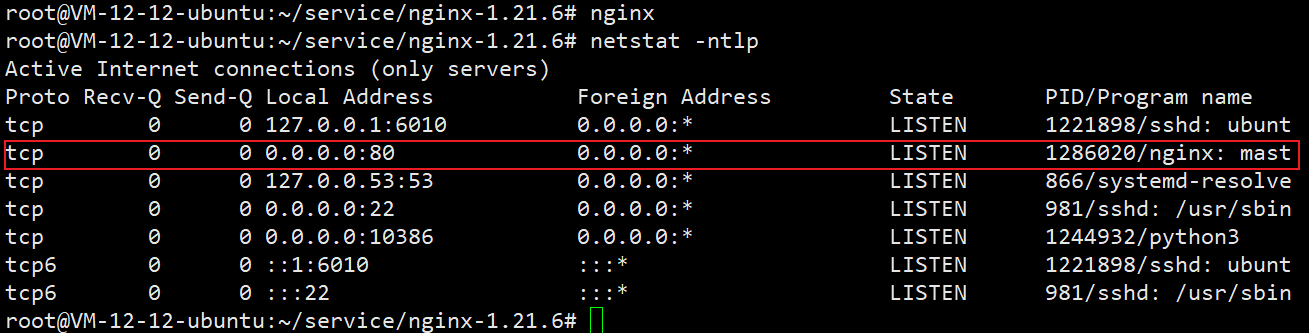 root@VM-12-12-ubuntu:~/service/nginx-1.21.6# nginx
root@VM-12-12-ubuntu:~/service/nginx-1.21.6# netstat -ntlp
Active Internet connections (only servers)
Proto Recv-Q Send-Q Local Address           Foreign Address         State       PID/Program name
tcp        0      0 127.0.0.1:6010          0.0.0.0:*               LISTEN      1221898/sshd: ubunt
tcp        0      0 0.0.0.0:80              0.0.0.0:*               LISTEN      1286020/nginx: mast
tcp        0      0 127.0.0.53:53           0.0.0.0:*               LISTEN      866/systemd-resolve
tcp        0      0 0.0.0.0:22              0.0.0.0:*               LISTEN      981/sshd: /usr/sbin
tcp        0      0 0.0.0.0:10386           0.0.0.0:*               LISTEN      1244932/python3
tcp6       0      0 ::1:6010                :::*                    LISTEN      1221898/sshd: ubunt
tcp6       0      0 :::22                   :::*                    LISTEN      981/sshd: /usr/sbin
root@VM-12-12-ubuntu:~/service/nginx-1.21.6#